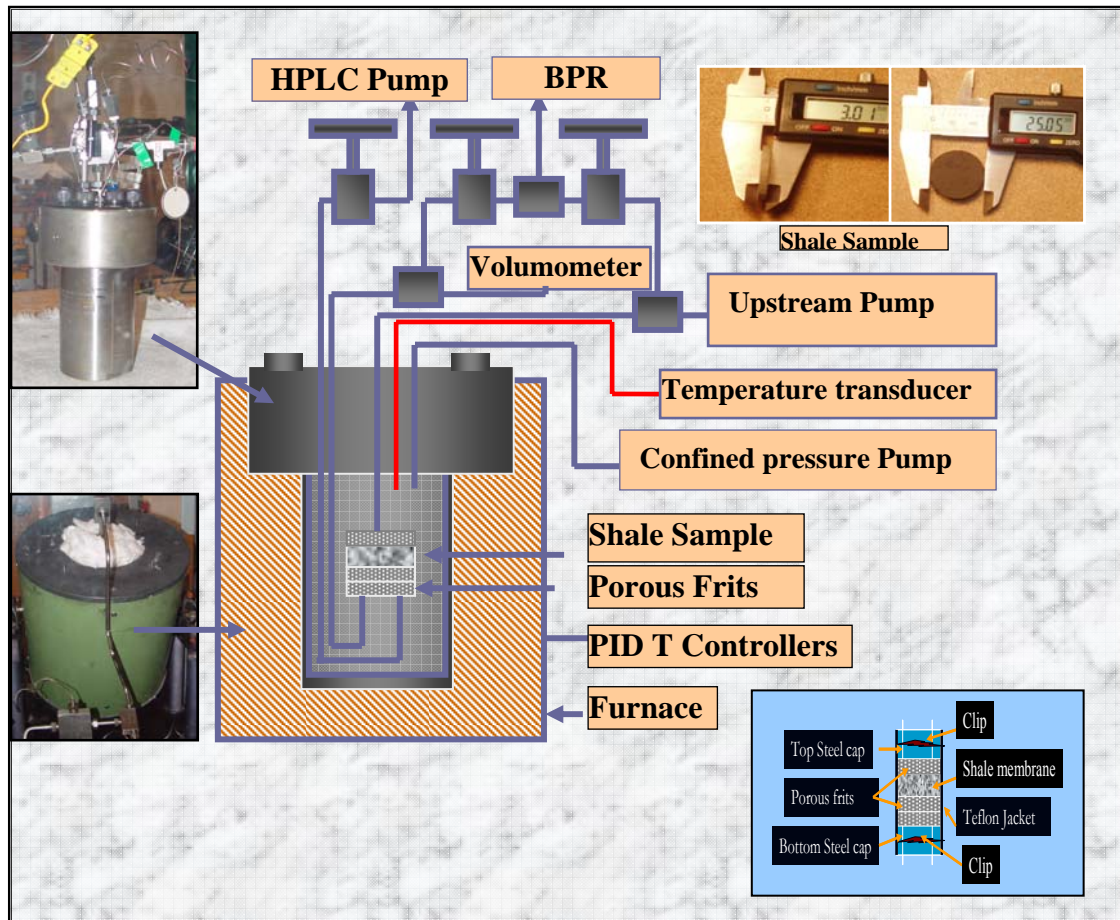 HPLC Pump
BPR
3.01
25.05
Shale Sample
Volumometer
Upstream Pump
Temperature transducer
Confined pressure Pump
Shale Sample
Porous Frits
PID T Controllers
Furnace
Clip
Top Steel cap
Shale membrane
Porous frits
Teflon Jacket
Bottom Steel cap
Clip